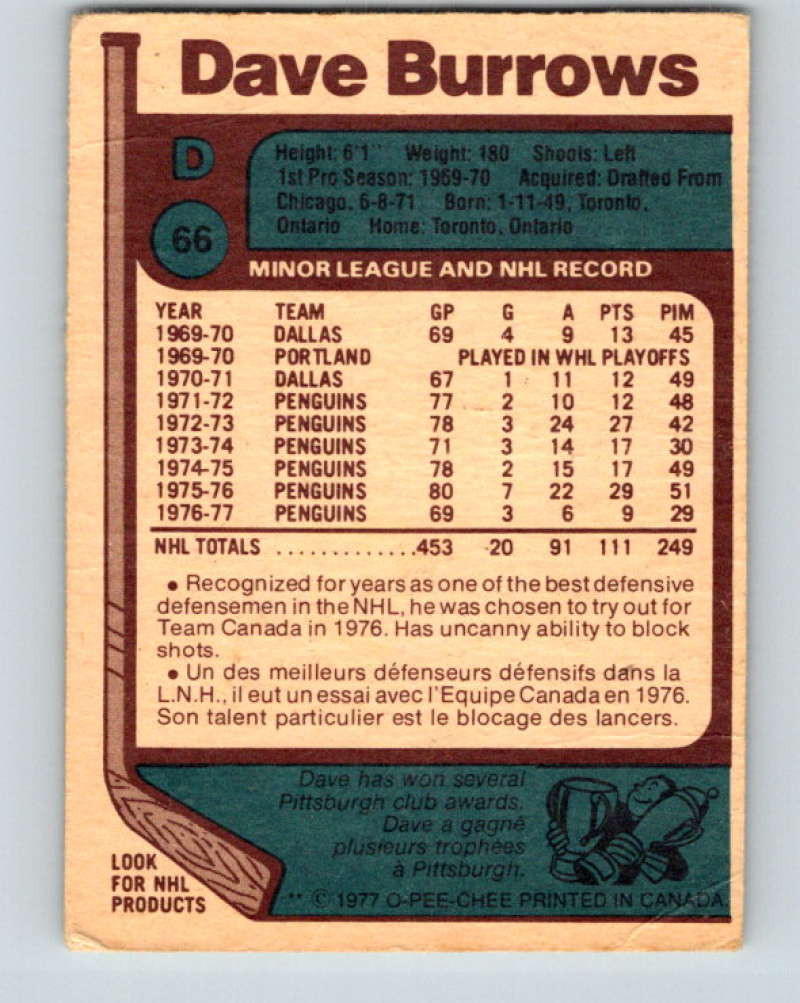 Dave Burrows
D
66
Height: 6'1" Weight: 180 Shoots: Left
1st Pro Season: 1969-70 Acquired: Drafted From
Chicago, 6-8-71 Born: 1-11-49, Toronto,
Ontario Home: Toronto, Ontario
MINOR LEAGUE AND NHL RECORD
YEAR TEAM GP G A PTS PIM
1969-70 DALLAS 69 4 9 13 45
1969-70 PORTLAND PLAYED IN WHL PLAYOFFS
1970-71 DALLAS 67 1 11 12 49
1971-72 PENGUINS 77 2 10 12 48
1972-73 PENGUINS 78 3 24 27 42
1973-74 PENGUINS 71 3 14 17 30
1974-75 PENGUINS 78 2 15 17 49
1975-76 PENGUINS 80 7 22 29 51
1976-77 PENGUINS 69 3 6 9 29
NHL TOTALS .............453 20 91 111 249
• Recognized for years as one of the best defensive
defensemen in the NHL, he was chosen to try out for
Team Canada in 1976. Has uncanny ability to block
shots.
• Un des meilleurs défenseurs défensifs dans la
L.N.H., il eut un essai avec l'Equipe Canada en 1976.
Son talent particulier est le blocage des lancers.
Dave has won several
Pittsburgh club awards.
Dave a gagné
plusieurs trophées
à Pittsburgh.
LOOK
FOR NHL
PRODUCTS
** © 1977 O-PEE-CHEE PRINTED IN CANADA.